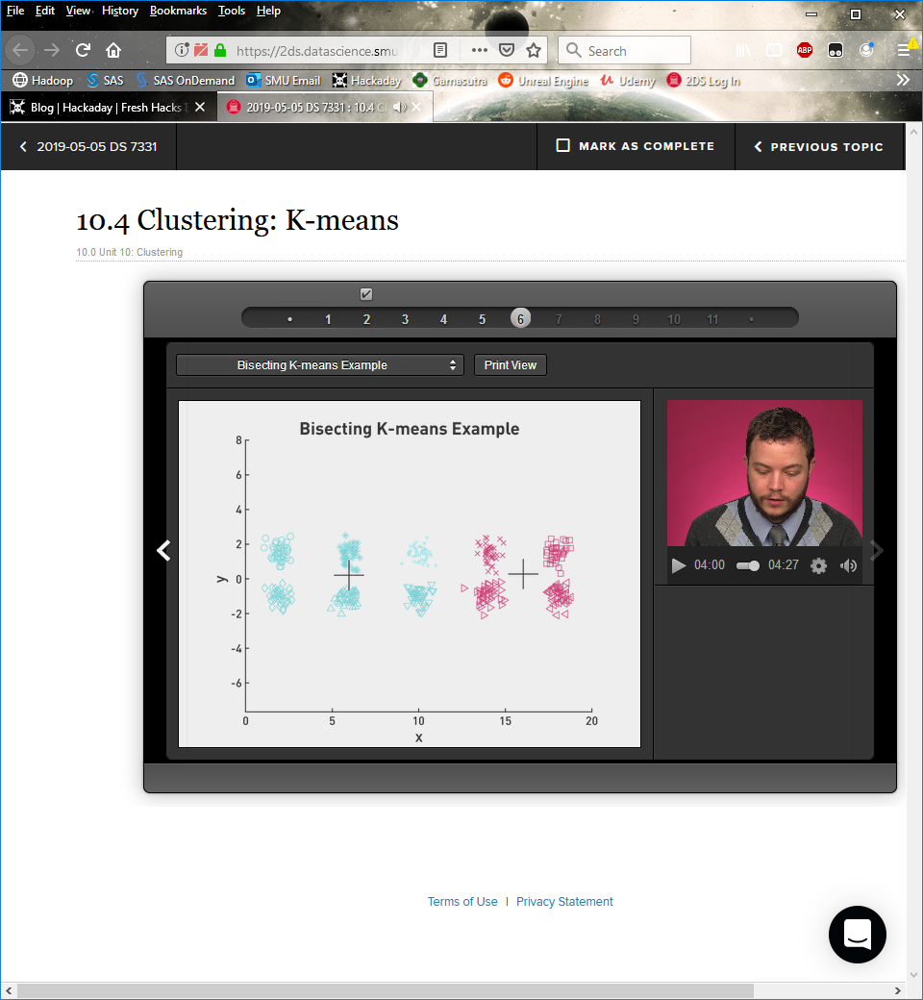 File Edit View History Bookmarks Tools Help
https://2ds.datascience.smu
Search
ABP
Hadoop SAS SAS OnDemand SMU Email Hackaday Gamasutra Unreal Engine Udemy 2DS Log In
Blog | Hackaday | Fresh Hacks
2019-05-05 DS 7331 : 10.4 Cl
2019-05-05 DS 7331
MARK AS COMPLETE
PREVIOUS TOPIC
10.4 Clustering: K-means
10.0 Unit 10: Clustering
• 1 2 3 4 5 6 7 8 9 10 11 •
Bisecting K-means Example
Print View
Bisecting K-means Example
8
6
4
2
0
-2
-4
-6
y
0 5 10 15 20
x
04:00 04:27
Terms of Use | Privacy Statement